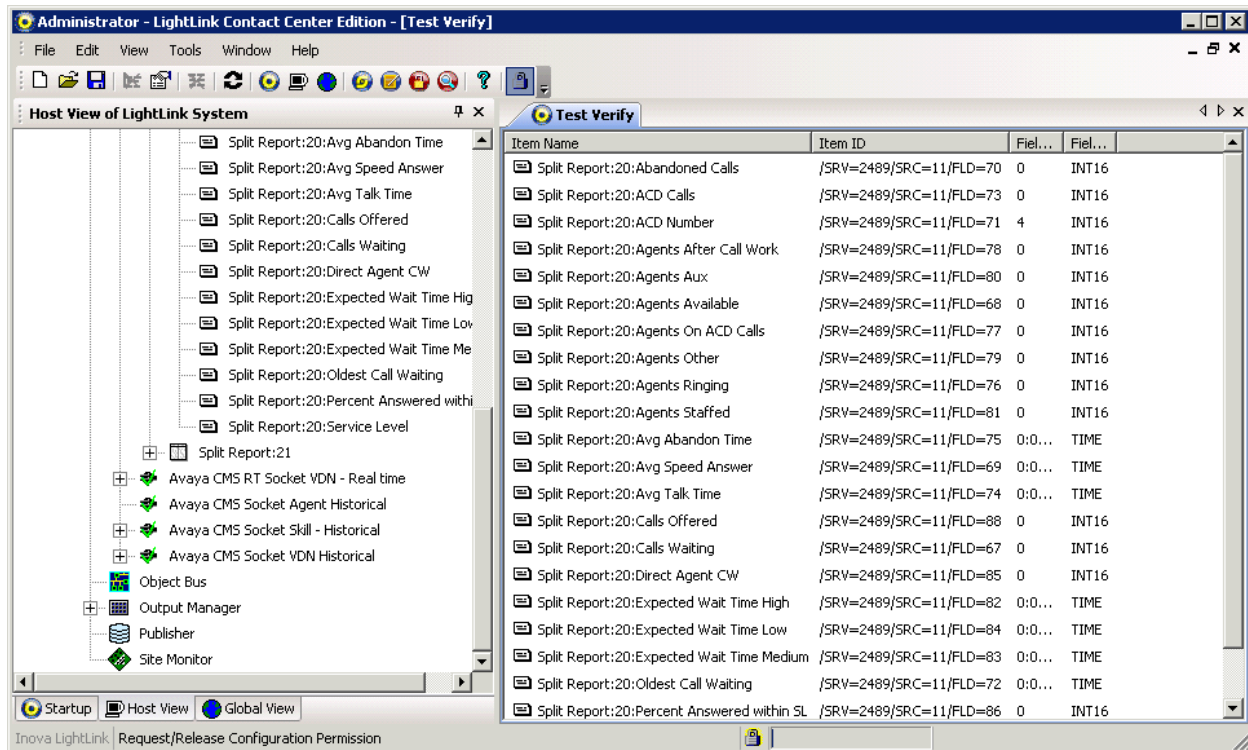 Administrator - LightLink Contact Center Edition - [Test Verify]
File Edit View Tools Window Help
Host View of LightLink System
Split Report:20:Avg Abandon Time
Split Report:20:Avg Speed Answer
Split Report:20:Avg Talk Time
Split Report:20:Calls Offered
Split Report:20:Calls Waiting
Split Report:20:Direct Agent CW
Split Report:20:Expected Wait Time Hig
Split Report:20:Expected Wait Time Lov
Split Report:20:Expected Wait Time Me
Split Report:20:Oldest Call Waiting
Split Report:20:Percent Answered withi
Split Report:20:Service Level
Split Report:21
Avaya CMS RT Socket VDN - Real time
Avaya CMS Socket Agent Historical
Avaya CMS Socket Skill - Historical
Avaya CMS Socket VDN Historical
Object Bus
Output Manager
Publisher
Site Monitor
Startup Host View Global View
Test Verify
Item Name Item ID Fiel... Fiel...
Split Report:20:Abandoned Calls /SRV=2489/SRC=11/FLD=70 0 INT16
Split Report:20:ACD Calls /SRV=2489/SRC=11/FLD=73 0 INT16
Split Report:20:ACD Number /SRV=2489/SRC=11/FLD=71 4 INT16
Split Report:20:Agents After Call Work /SRV=2489/SRC=11/FLD=78 0 INT16
Split Report:20:Agents Aux /SRV=2489/SRC=11/FLD=80 0 INT16
Split Report:20:Agents Available /SRV=2489/SRC=11/FLD=68 0 INT16
Split Report:20:Agents On ACD Calls /SRV=2489/SRC=11/FLD=77 0 INT16
Split Report:20:Agents Other /SRV=2489/SRC=11/FLD=79 0 INT16
Split Report:20:Agents Ringing /SRV=2489/SRC=11/FLD=76 0 INT16
Split Report:20:Agents Staffed /SRV=2489/SRC=11/FLD=81 0 INT16
Split Report:20:Avg Abandon Time /SRV=2489/SRC=11/FLD=75 0:0... TIME
Split Report:20:Avg Speed Answer /SRV=2489/SRC=11/FLD=69 0:0... TIME
Split Report:20:Avg Talk Time /SRV=2489/SRC=11/FLD=74 0:0... TIME
Split Report:20:Calls Offered /SRV=2489/SRC=11/FLD=88 0 INT16
Split Report:20:Calls Waiting /SRV=2489/SRC=11/FLD=67 0 INT16
Split Report:20:Direct Agent CW /SRV=2489/SRC=11/FLD=85 0 INT16
Split Report:20:Expected Wait Time High /SRV=2489/SRC=11/FLD=82 0:0... TIME
Split Report:20:Expected Wait Time Low /SRV=2489/SRC=11/FLD=84 0:0... TIME
Split Report:20:Expected Wait Time Medium /SRV=2489/SRC=11/FLD=83 0:0... TIME
Split Report:20:Oldest Call Waiting /SRV=2489/SRC=11/FLD=72 0:0... TIME
Split Report:20:Percent Answered within SL /SRV=2489/SRC=11/FLD=86 0 INT16
Inova LightLink Request/Release Configuration Permission